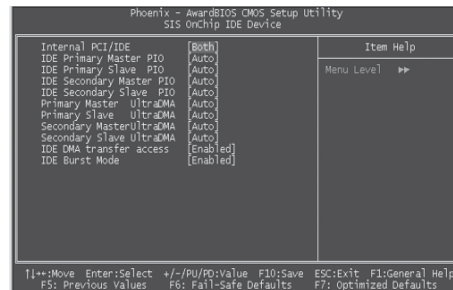 Phoenix - AwardBIOS CMOS Setup Utility
SIS OnChip IDE Device
Internal PCI/IDE [Both]
IDE Primary Master PIO [Auto]
IDE Primary Slave PIO [Auto]
IDE Secondary Master PIO [Auto]
IDE Secondary Slave PIO [Auto]
Primary Master UltraDMA [Auto]
Primary Slave UltraDMA [Auto]
Secondary MasterUltraDMA [Auto]
Secondary Slave UltraDMA [Auto]
IDE DMA transfer access [Enabled]
IDE Burst Mode [Enabled]
Item Help
Menu Level ►►
↑↓→←:Move Enter:Select +/-/PU/PD:Value F10:Save ESC:Exit F1:General Help
F5: Previous Values F6: Fail-Safe Defaults F7: Optimized Defaults